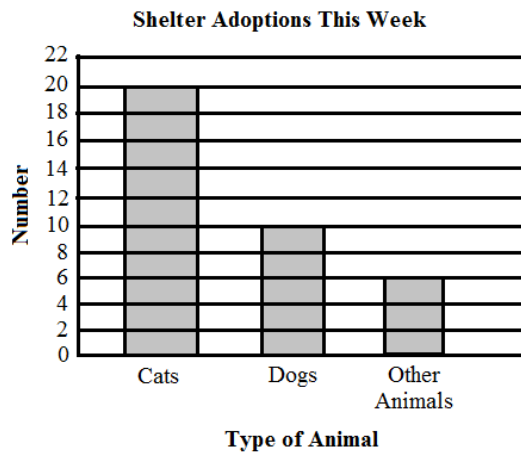 Shelter Adoptions This Week
22
20
18
16
14
12
10
8
6
4
2
0
Number
Cats
Dogs
Other
Animals
Type of Animal